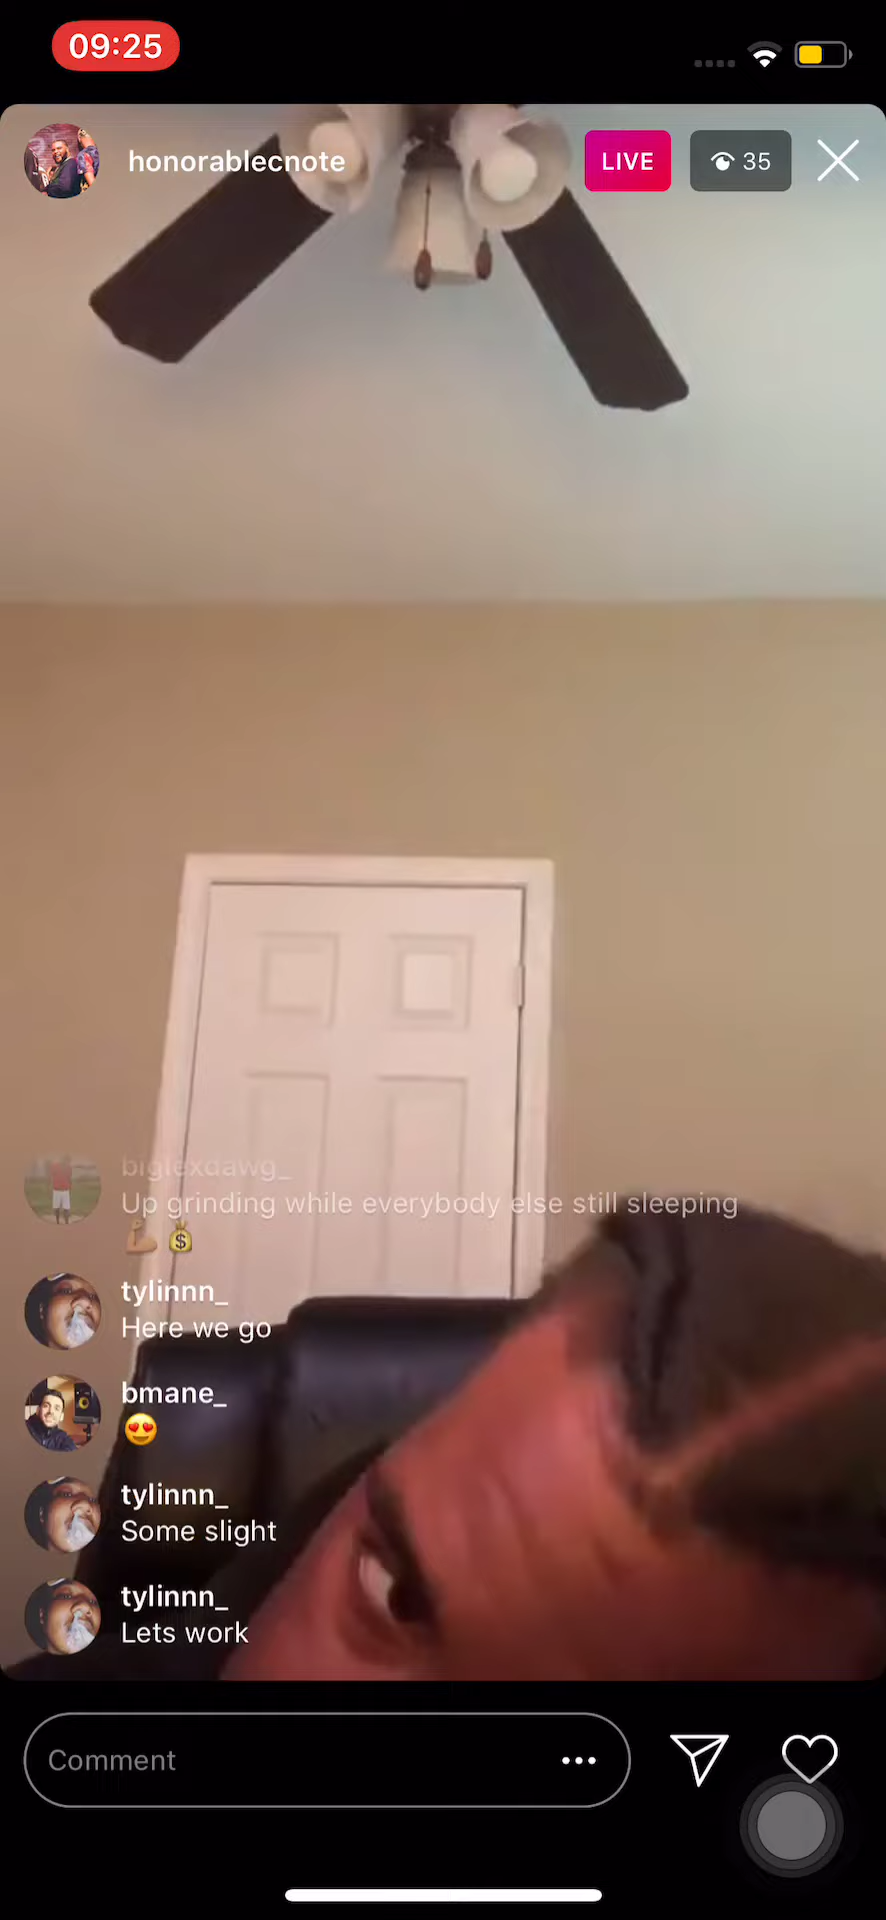 09:25
honorablecnote
LIVE
35
biglexdawg_
Up grinding while everybody else still sleeping
💪🏽💰
tylinnn_
Here we go
bmane_
😍
tylinnn_
Some slight
tylinnn_
Lets work
Comment